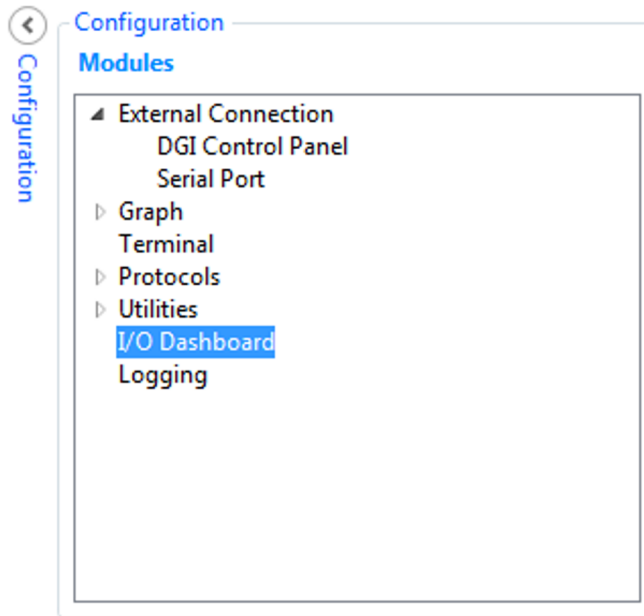 Configuration
Configuration
Modules
External Connection
DGI Control Panel
Serial Port
Graph
Terminal
Protocols
Utilities
I/O Dashboard
Logging